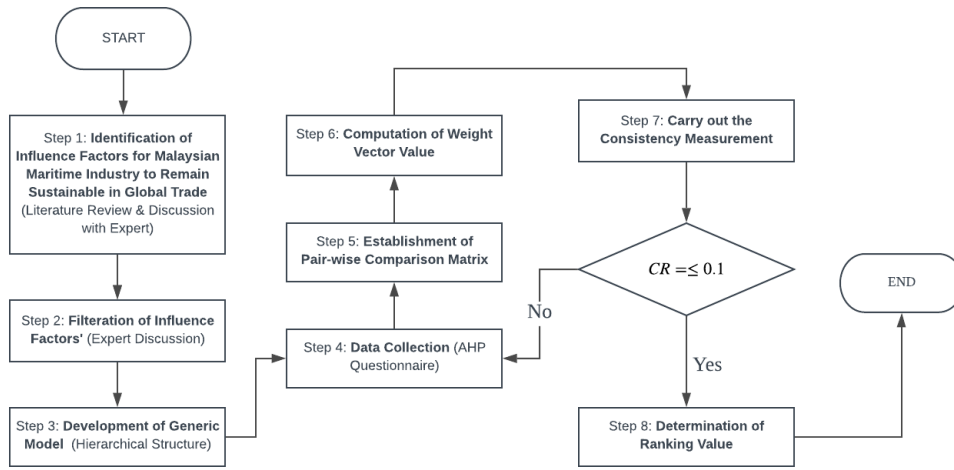 START
Step 1: Identification of
Influence Factors for Malaysian
Maritime Industry to Remain
Sustainable in Global Trade
(Literature Review & Discussion
with Expert)
Step 2: Filteration of Influence
Factors' (Expert Discussion)
Step 3: Development of Generic
Model (Hierarchical Structure)
Step 4: Data Collection (AHP
Questionnaire)
Step 5: Establishment of
Pair-wise Comparison Matrix
Step 6: Computation of Weight
Vector Value
Step 7: Carry out the
Consistency Measurement
CR =≤ 0.1
No
Yes
Step 8: Determination of
Ranking Value
END